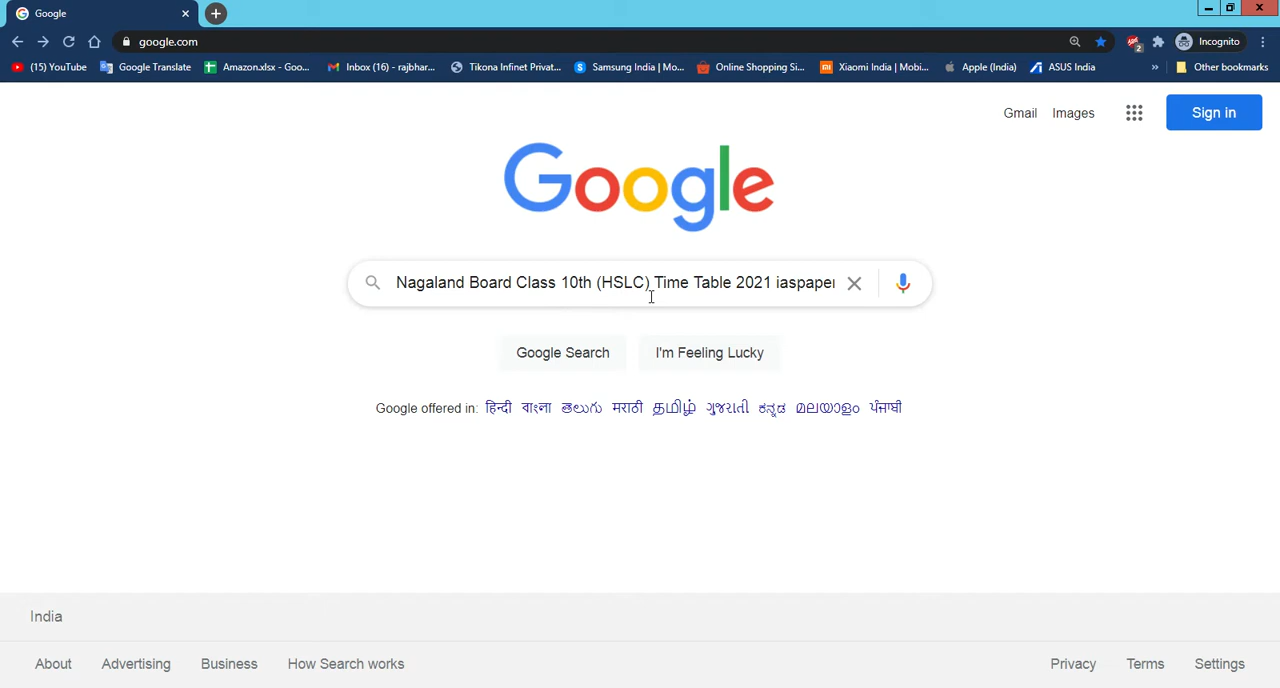 Google
google.com
2
Incognito
(15) YouTube
Google Translate
Amazon.xlsx - Goo...
Inbox (16) - rajbhar...
Tikona Infinet Privat...
Samsung India | Mo...
Online Shopping Si...
Xiaomi India | Mobi...
Apple (India)
ASUS India
»
Other bookmarks
Gmail
Images
Sign in
Google
Nagaland Board Class 10th (HSLC) Time Table 2021 iaspaper
Google Search
I'm Feeling Lucky
Google offered in: हिन्दी বাংলা తెలుగు मराठी தமிழ் ગુજરાતી ಕನ್ನಡ മലയാളം ਪੰਜਾਬੀ
India
About
Advertising
Business
How Search works
Privacy
Terms
Settings